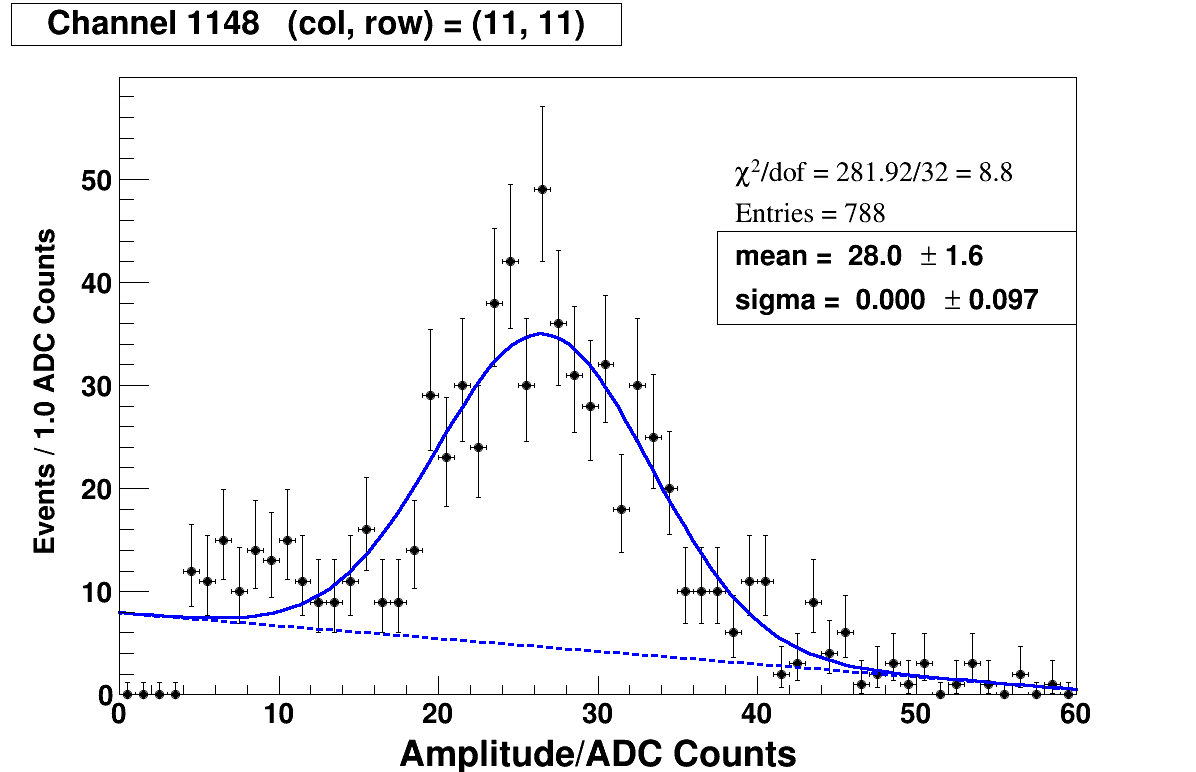 Channel 1148 (col, row) = (11, 11)
χ²/dof = 281.92/32 = 8.8
Entries = 788
mean = 28.0 ± 1.6
sigma = 0.000 ± 0.097
Events / 1.0 ADC Counts
50
40
30
20
10
0
0 10 20 30 40 50 60
Amplitude/ADC Counts